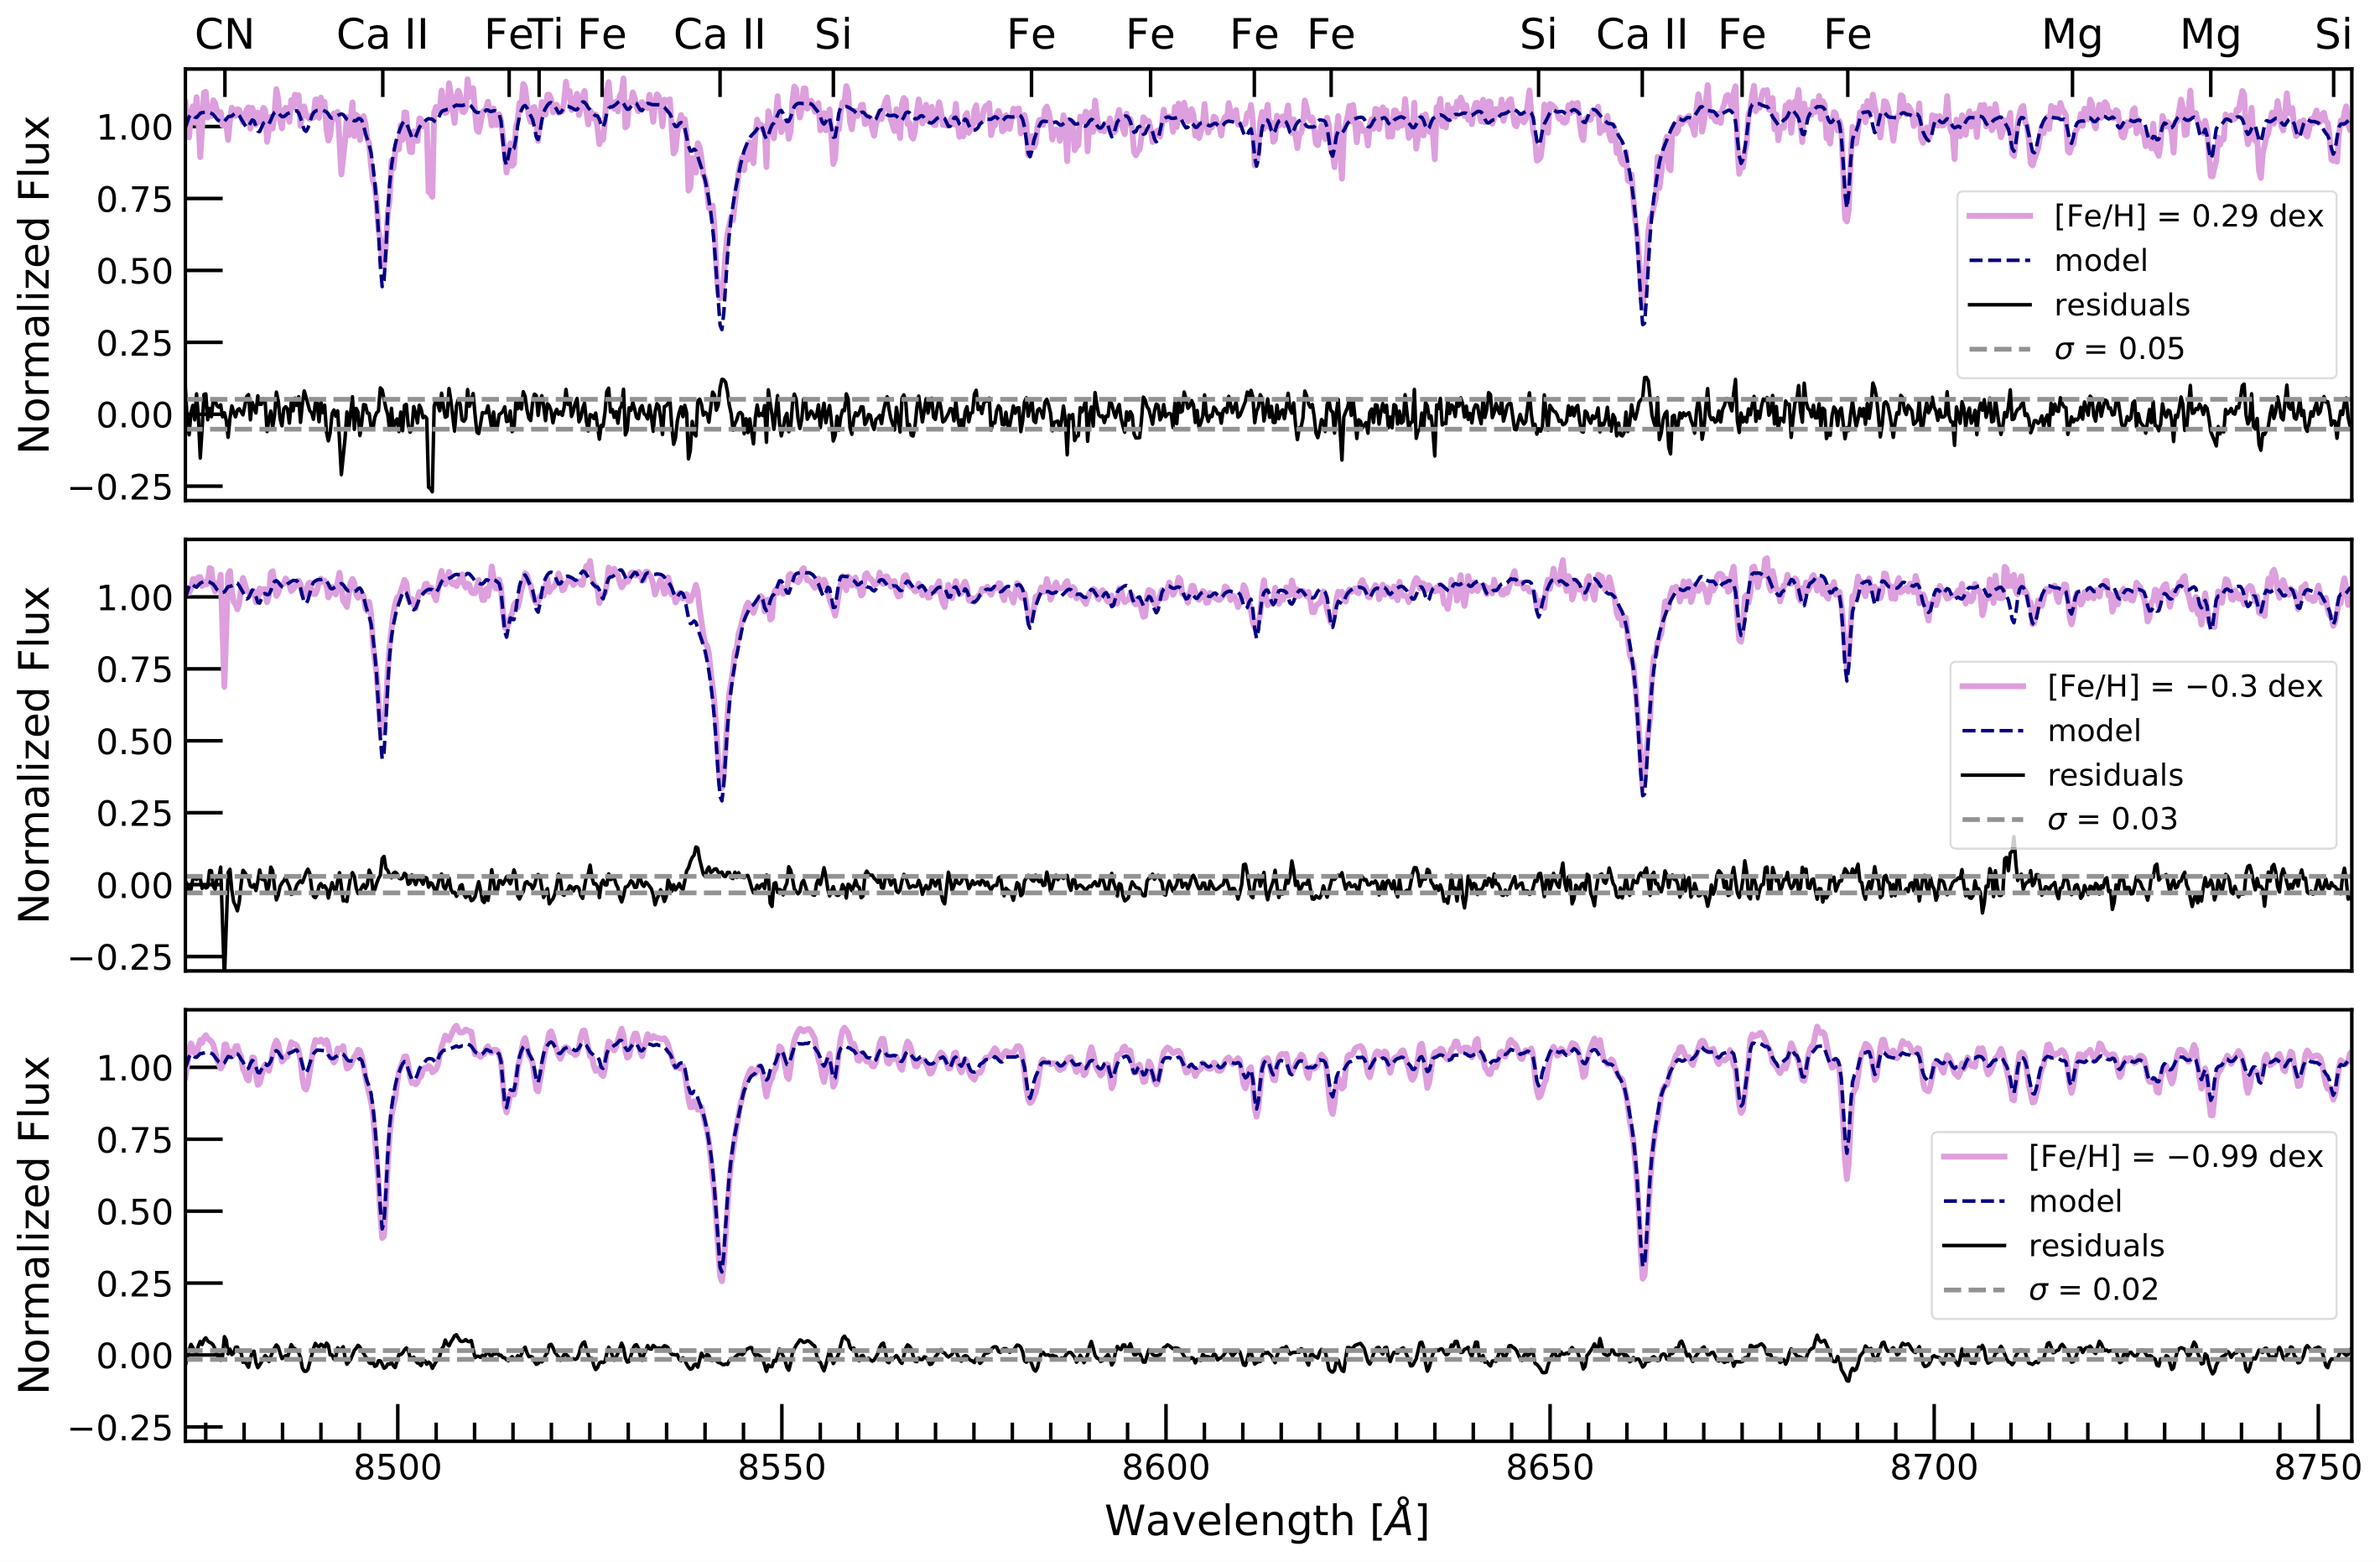 CN Ca II Fe Ti Fe Ca II Si Fe Fe Fe Fe Si Ca II Fe Fe Mg Mg Si
Normalized Flux
1.00
0.75
0.50
0.25
0.00
−0.25
[Fe/H] = 0.29 dex
model
residuals
σ = 0.05
Normalized Flux
1.00
0.75
0.50
0.25
0.00
−0.25
[Fe/H] = −0.3 dex
model
residuals
σ = 0.03
Normalized Flux
1.00
0.75
0.50
0.25
0.00
−0.25
[Fe/H] = −0.99 dex
model
residuals
σ = 0.02
8500 8550 8600 8650 8700 8750
Wavelength [Å]